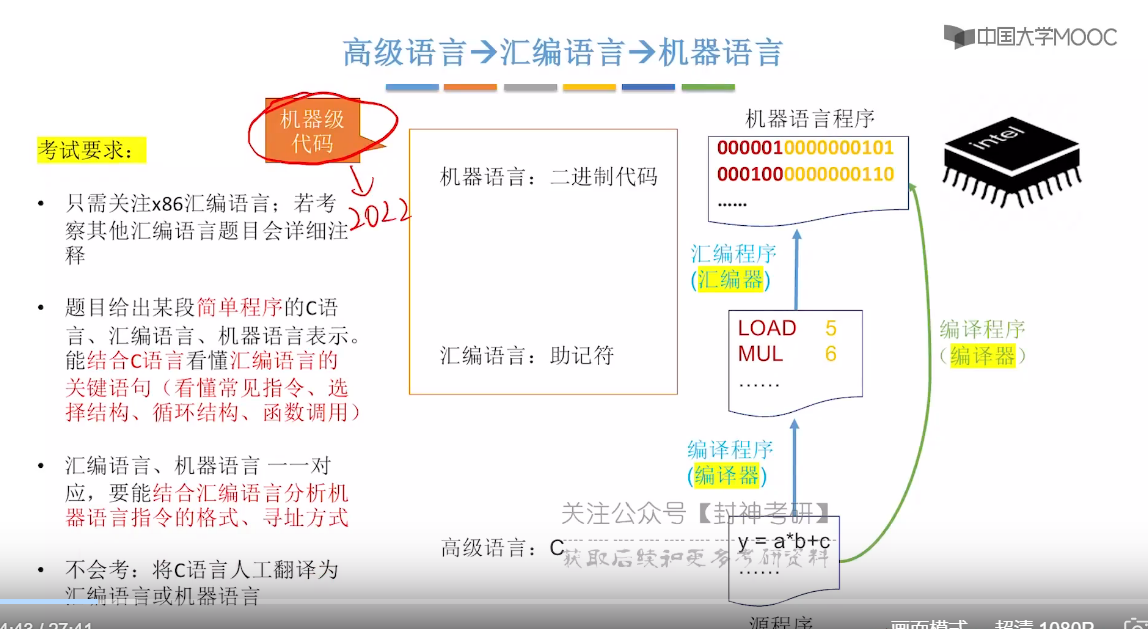 中国大学MOOC
高级语言→汇编语言→机器语言
机器级
代码
2022
考试要求：
• 只需关注x86汇编语言；若考
察其他汇编语言题目会详细注
释
• 题目给出某段简单程序的C语
言、汇编语言、机器语言表示。
能结合C语言看懂汇编语言的
关键语句（看懂常见指令、选
择结构、循环结构、函数调用）
• 汇编语言、机器语言 一一对
应，要能结合汇编语言分析机
器语言指令的格式、寻址方式
• 不会考：将C语言人工翻译为
汇编语言或机器语言
机器语言：二进制代码
汇编语言：助记符
高级语言：C
机器语言程序
0000010000000101
0001000000000110
......
intel
汇编程序
(汇编器)
LOAD 5
MUL 6
......
编译程序
（编译器）
编译程序
(编译器)
关注公众号【封神考研】
获取后续和更多考研资料
y = a*b+c
......
源程序
4:43 / 27:41
画面模式
超清 1080P